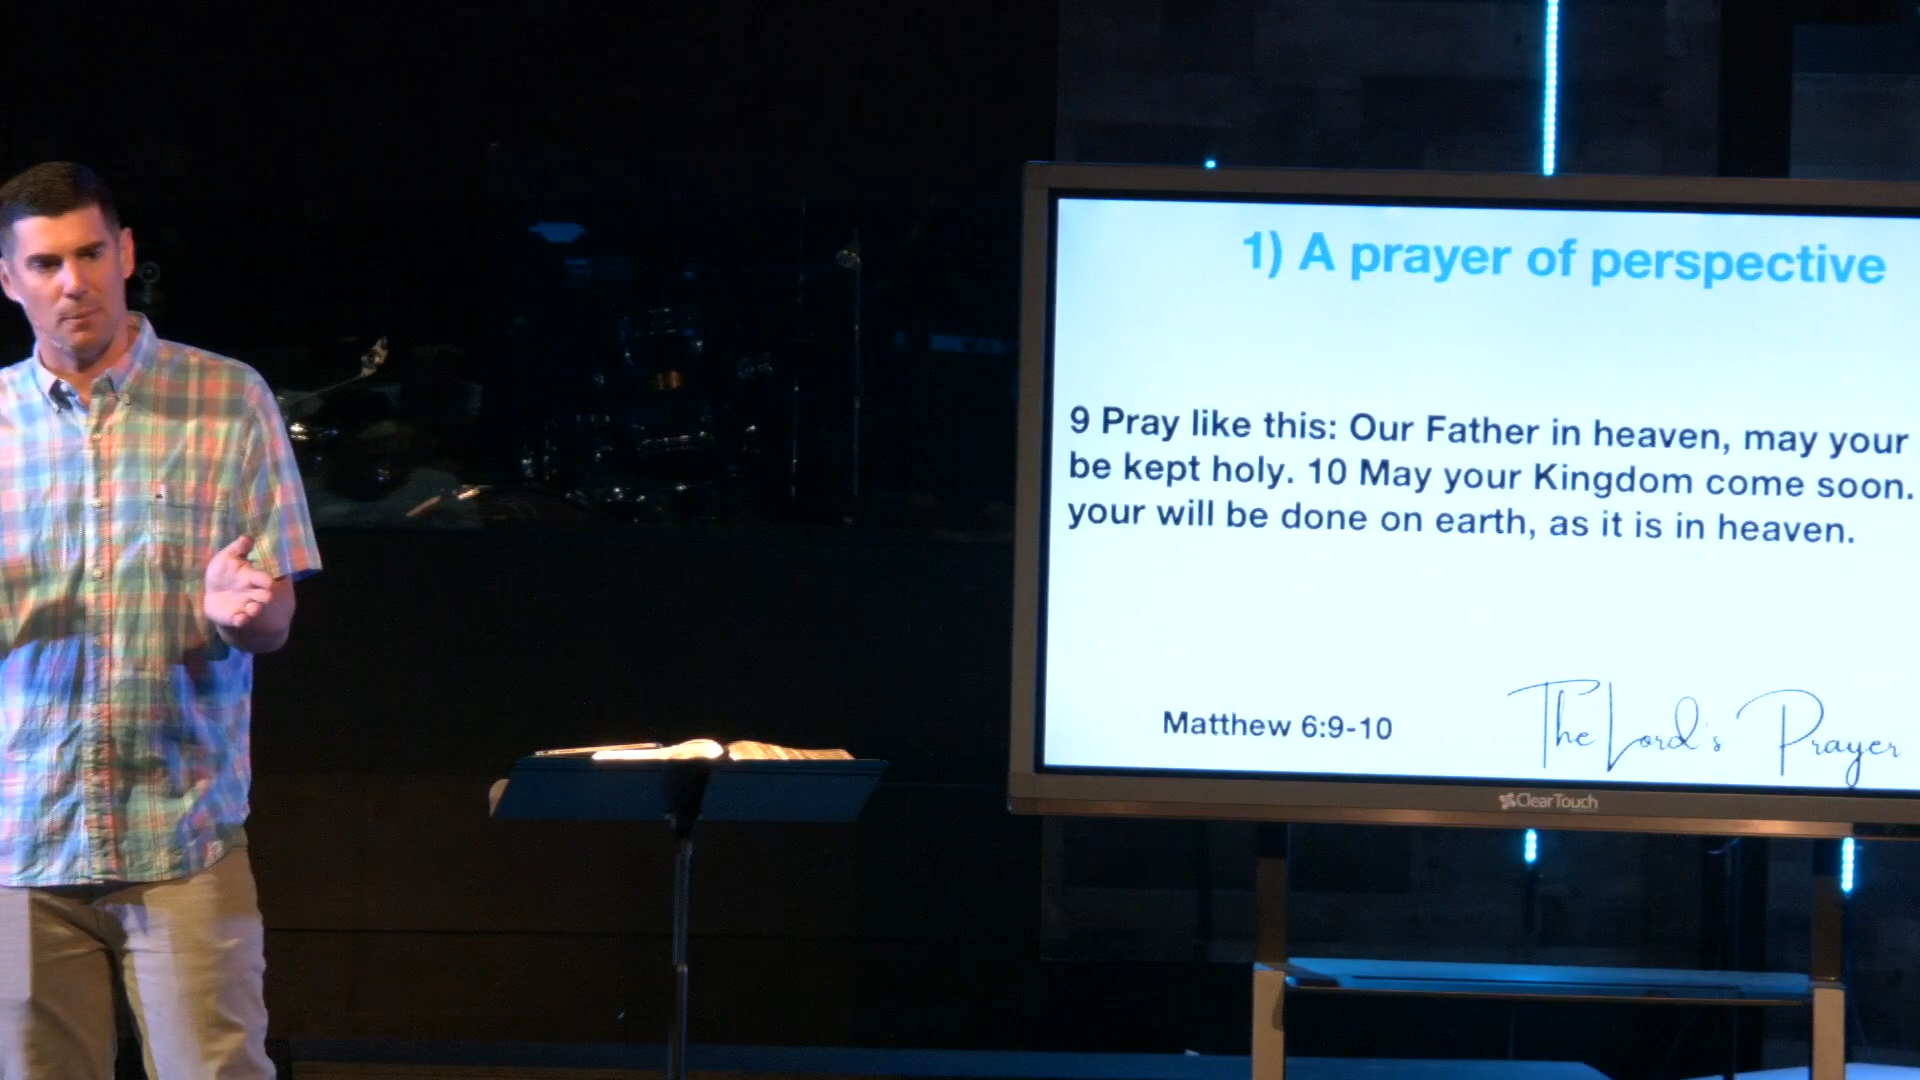 1) A prayer of perspective
9 Pray like this: Our Father in heaven, may your
be kept holy. 10 May your Kingdom come soon.
your will be done on earth, as it is in heaven.
Matthew 6:9-10
The Lord's Prayer
ClearTouch